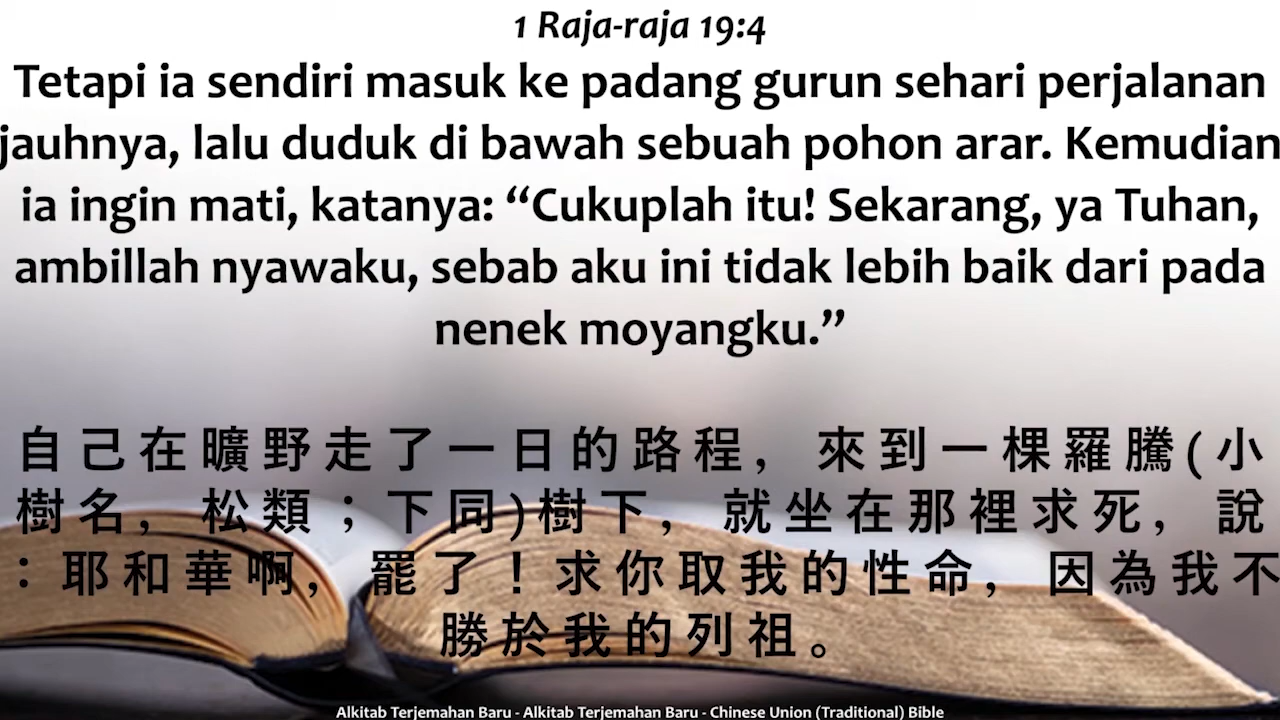 1 Raja-raja 19:4
Tetapi ia sendiri masuk ke padang gurun sehari perjalanan
jauhnya, lalu duduk di bawah sebuah pohon arar. Kemudian
ia ingin mati, katanya: “Cukuplah itu! Sekarang, ya Tuhan,
ambillah nyawaku, sebab aku ini tidak lebih baik dari pada
nenek moyangku.”
自己在曠野走了一日的路程，來到一棵羅騰(小
樹名，松類；下同)樹下，就坐在那裡求死，說
：耶和華啊，罷了！求你取我的性命，因為我不
勝於我的列祖。
Alkitab Terjemahan Baru - Alkitab Terjemahan Baru - Chinese Union (Traditional) Bible